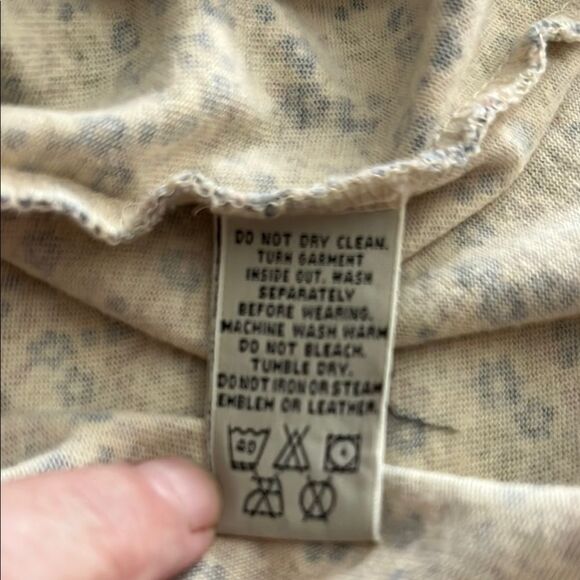 DO NOT DRY CLEAN.
TURN GARMENT
INSIDE OUT. WASH
SEPARATELY
BEFORE WEARING.
MACHINE WASH WARM
DO NOT BLEACH.
TUMBLE DRY.
DO NOT IRON OR STEAM
EMBLEM OR LEATHER.
40